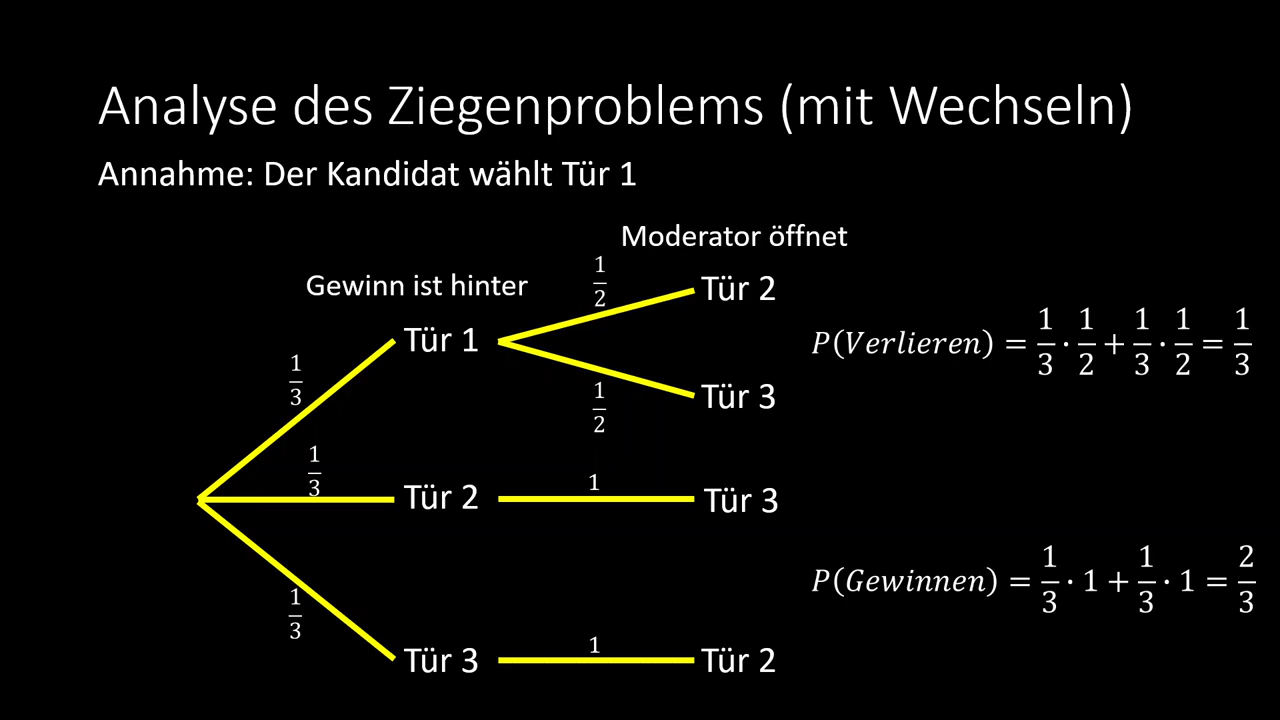 Analyse des Ziegenproblems (mit Wechseln)
Annahme: Der Kandidat wählt Tür 1
Moderator öffnet
Gewinn ist hinter
1/2
Tür 2
Tür 1
1/3
P(Verlieren) = 1/3 · 1/2 + 1/3 · 1/2 = 1/3
1/2
Tür 3
1/3
Tür 2
1
Tür 3
1/3
P(Gewinnen) = 1/3 · 1 + 1/3 · 1 = 2/3
Tür 3
1
Tür 2